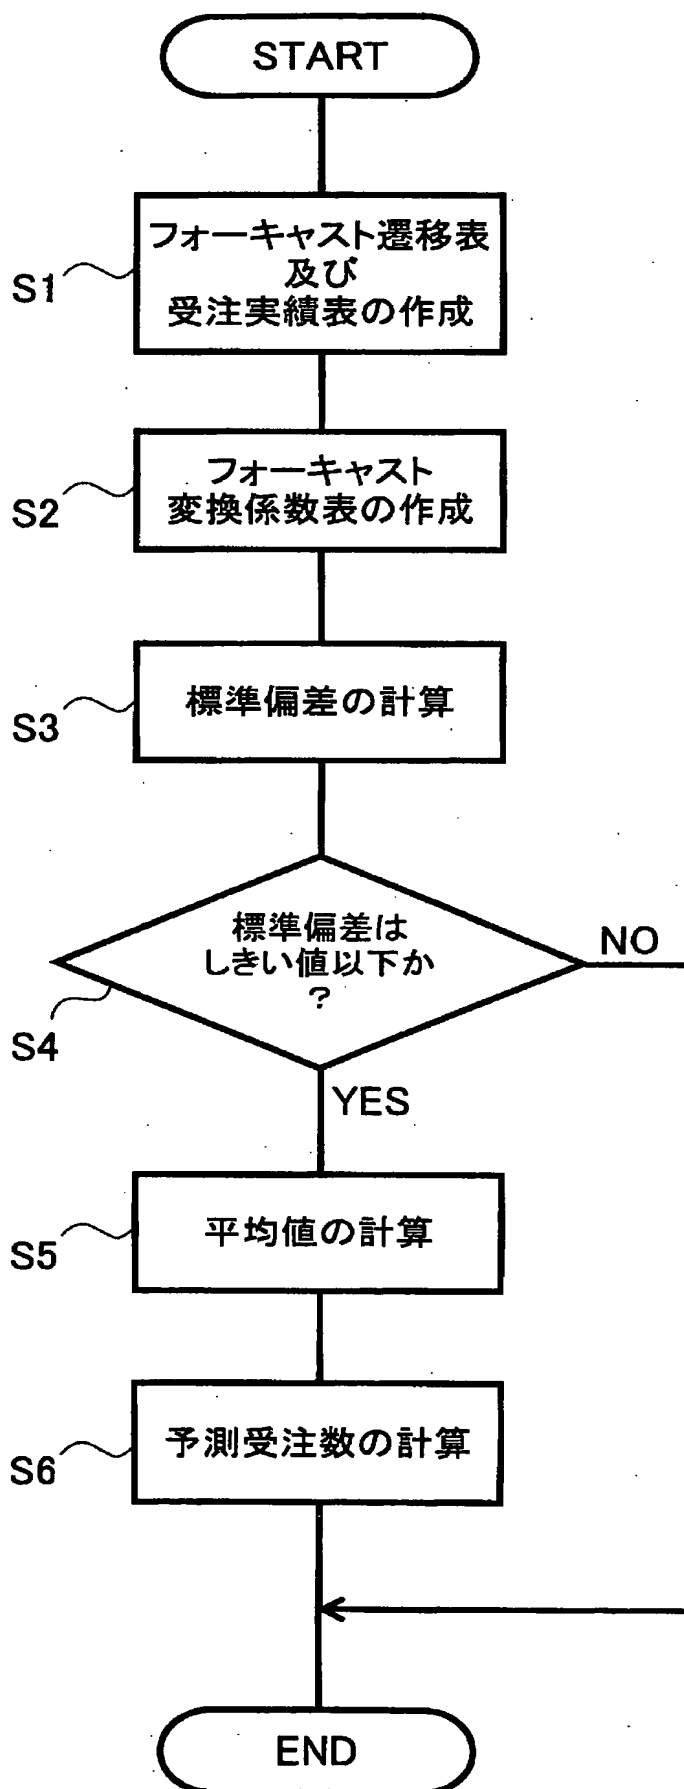 START
S1
フォーキャスト遷移表
及び
受注実績表の作成
S2
フォーキャスト
変換係数表の作成
S3
標準偏差の計算
標準偏差は
しきい値以下か
?
NO
S4
YES
S5
平均値の計算
S6
予測受注数の計算
END